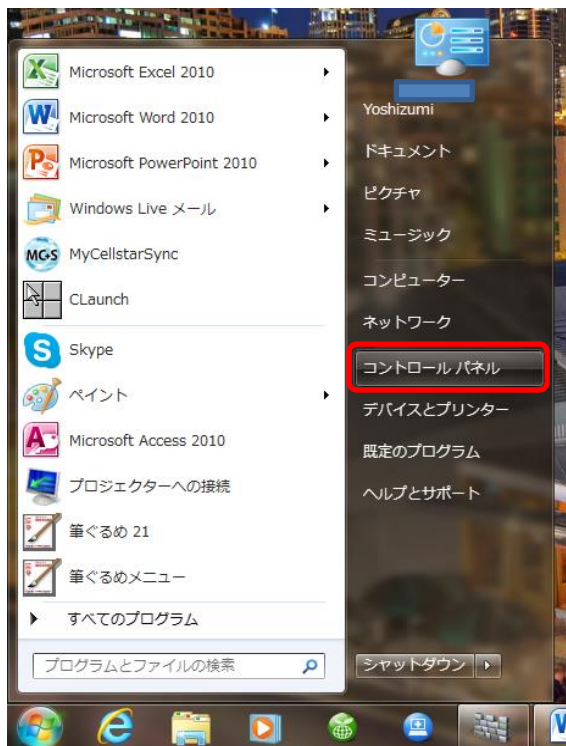 Microsoft Excel 2010
Microsoft Word 2010
Microsoft PowerPoint 2010
Windows Live メール
MyCellstarSync
CLaunch
Skype
ペイント
Microsoft Access 2010
プロジェクターへの接続
筆ぐるめ 21
筆ぐるめメニュー
すべてのプログラム
プログラムとファイルの検索
Yoshizumi
ドキュメント
ピクチャ
ミュージック
コンピューター
ネットワーク
コントロール パネル
デバイスとプリンター
既定のプログラム
ヘルプとサポート
シャットダウン